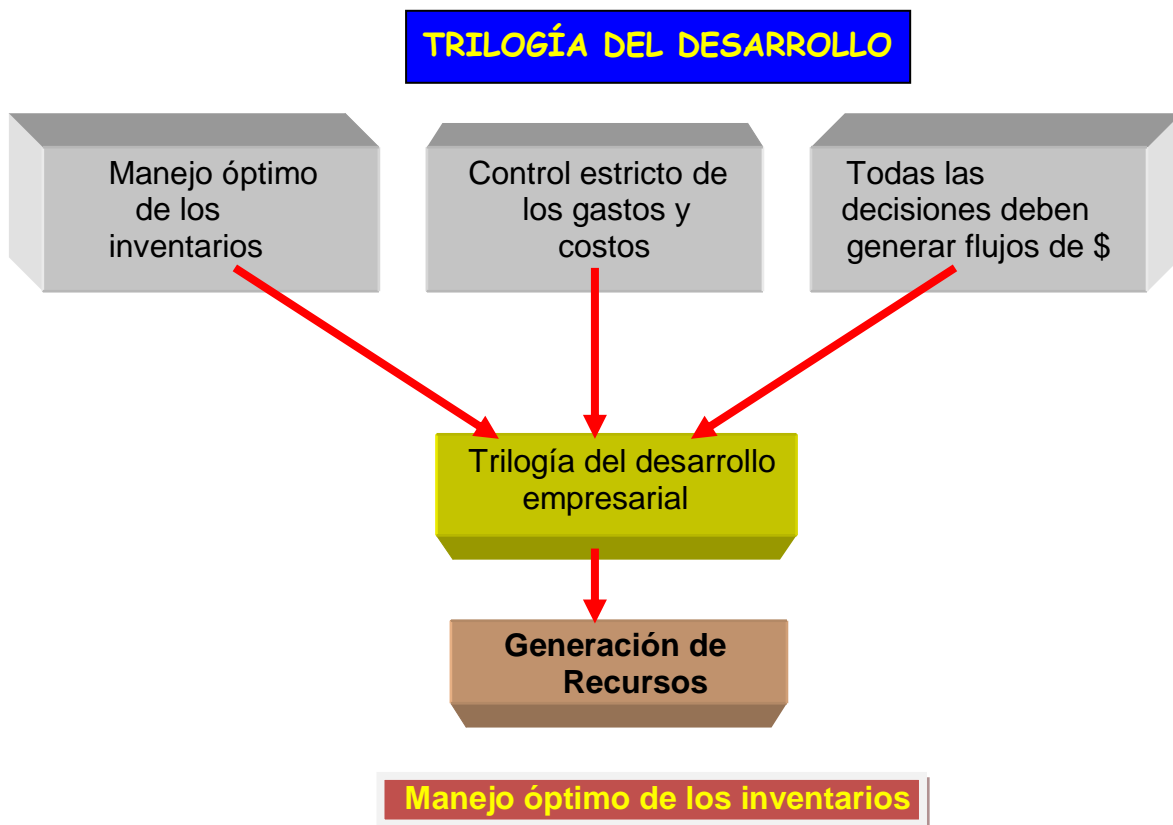 TRILOGÍA DEL DESARROLLO
Manejo óptimo
de los
inventarios
Control estricto de
los gastos y
costos
Todas las
decisiones deben
generar flujos de $
Trilogía del desarrollo
empresarial
Generación de
Recursos
Manejo óptimo de los inventarios